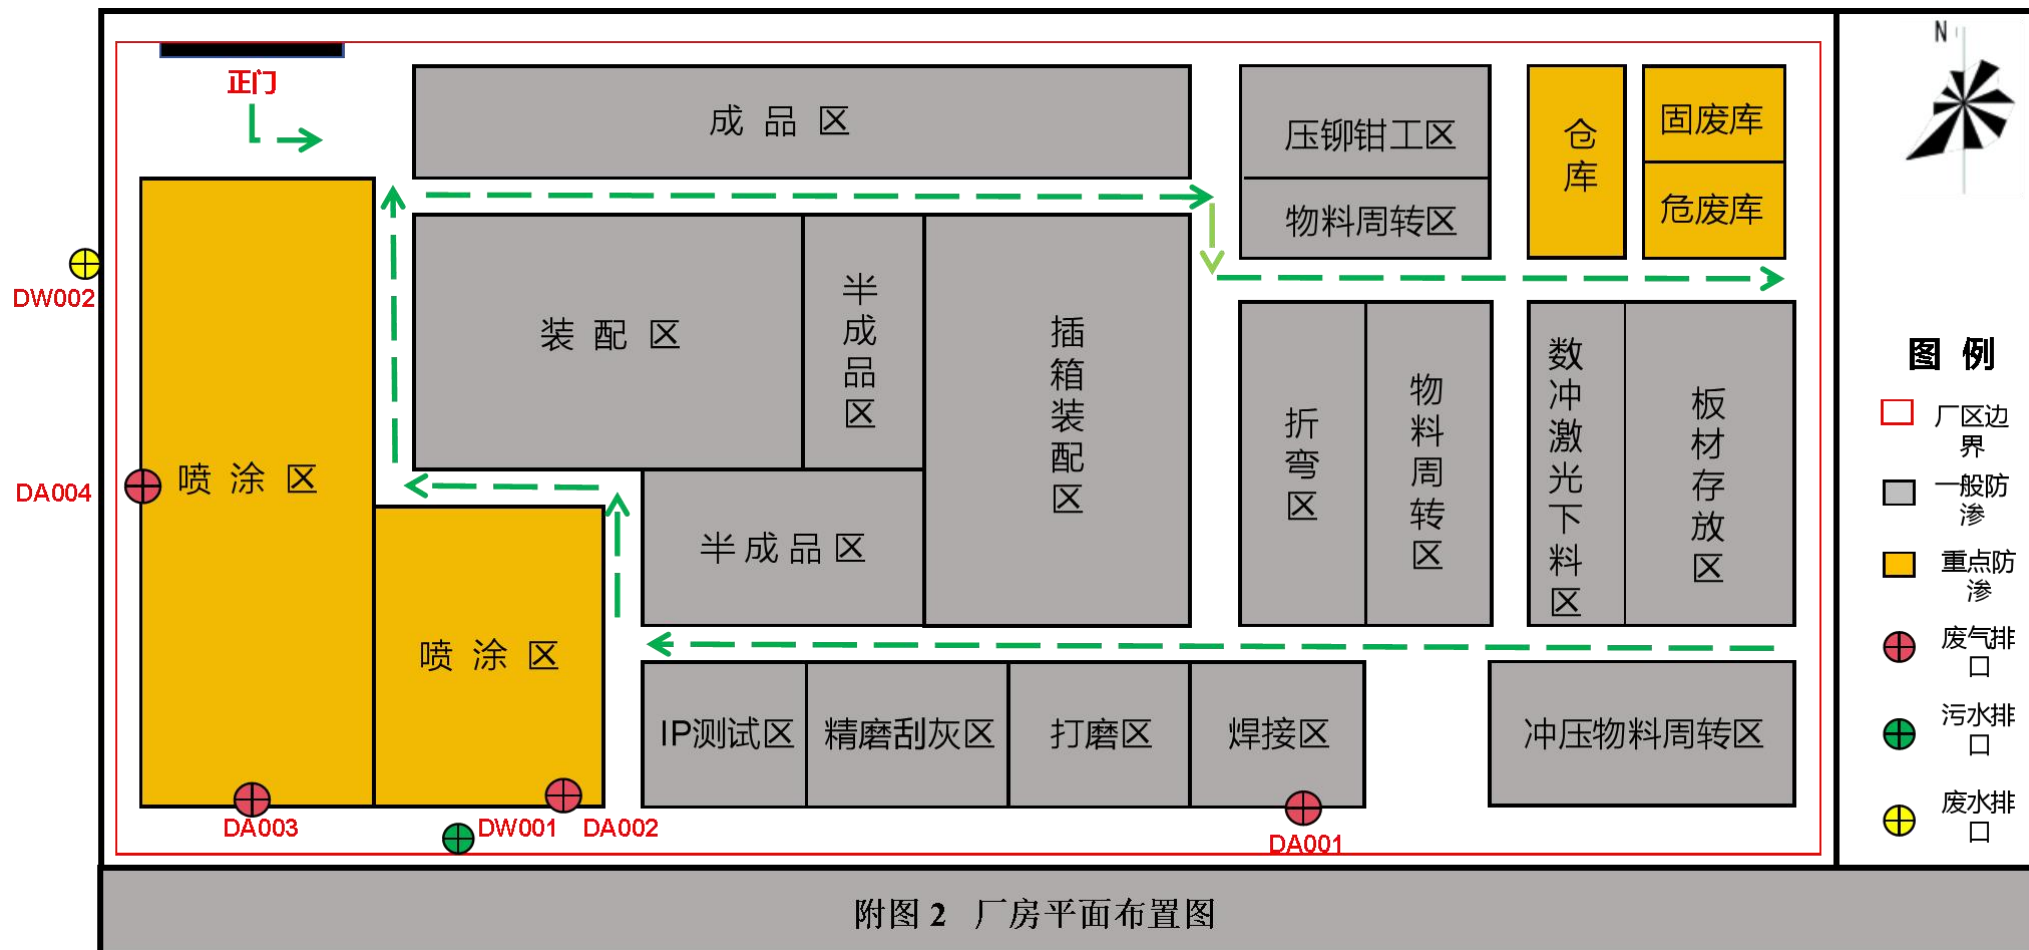 N
正门
成品区
压铆钳工区
物料周转区
仓库
固废库
危废库
DW002
装配区
半成品区
插箱装配区
折弯区
物料周转区
数冲激光下料区
板材存放区
DA004
喷涂区
半成品区
喷涂区
IP测试区
精磨刮灰区
打磨区
焊接区
冲压物料周转区
DA003
DW001
DA002
DA001
图 例
厂区边
界
一般防
渗
重点防
渗
废气排
口
污水排
口
废水排
口
附图 2 厂房平面布置图